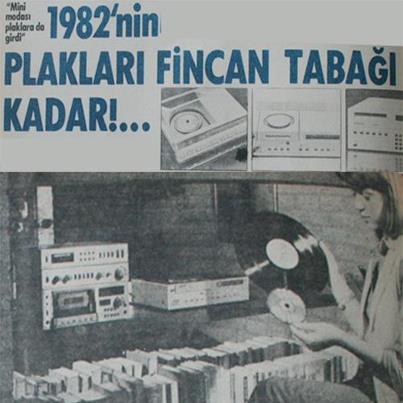 "Mini
modası
plaklara da
girdi"
1982'nin
PLAKLARI FİNCAN TABAĞI
KADAR!...